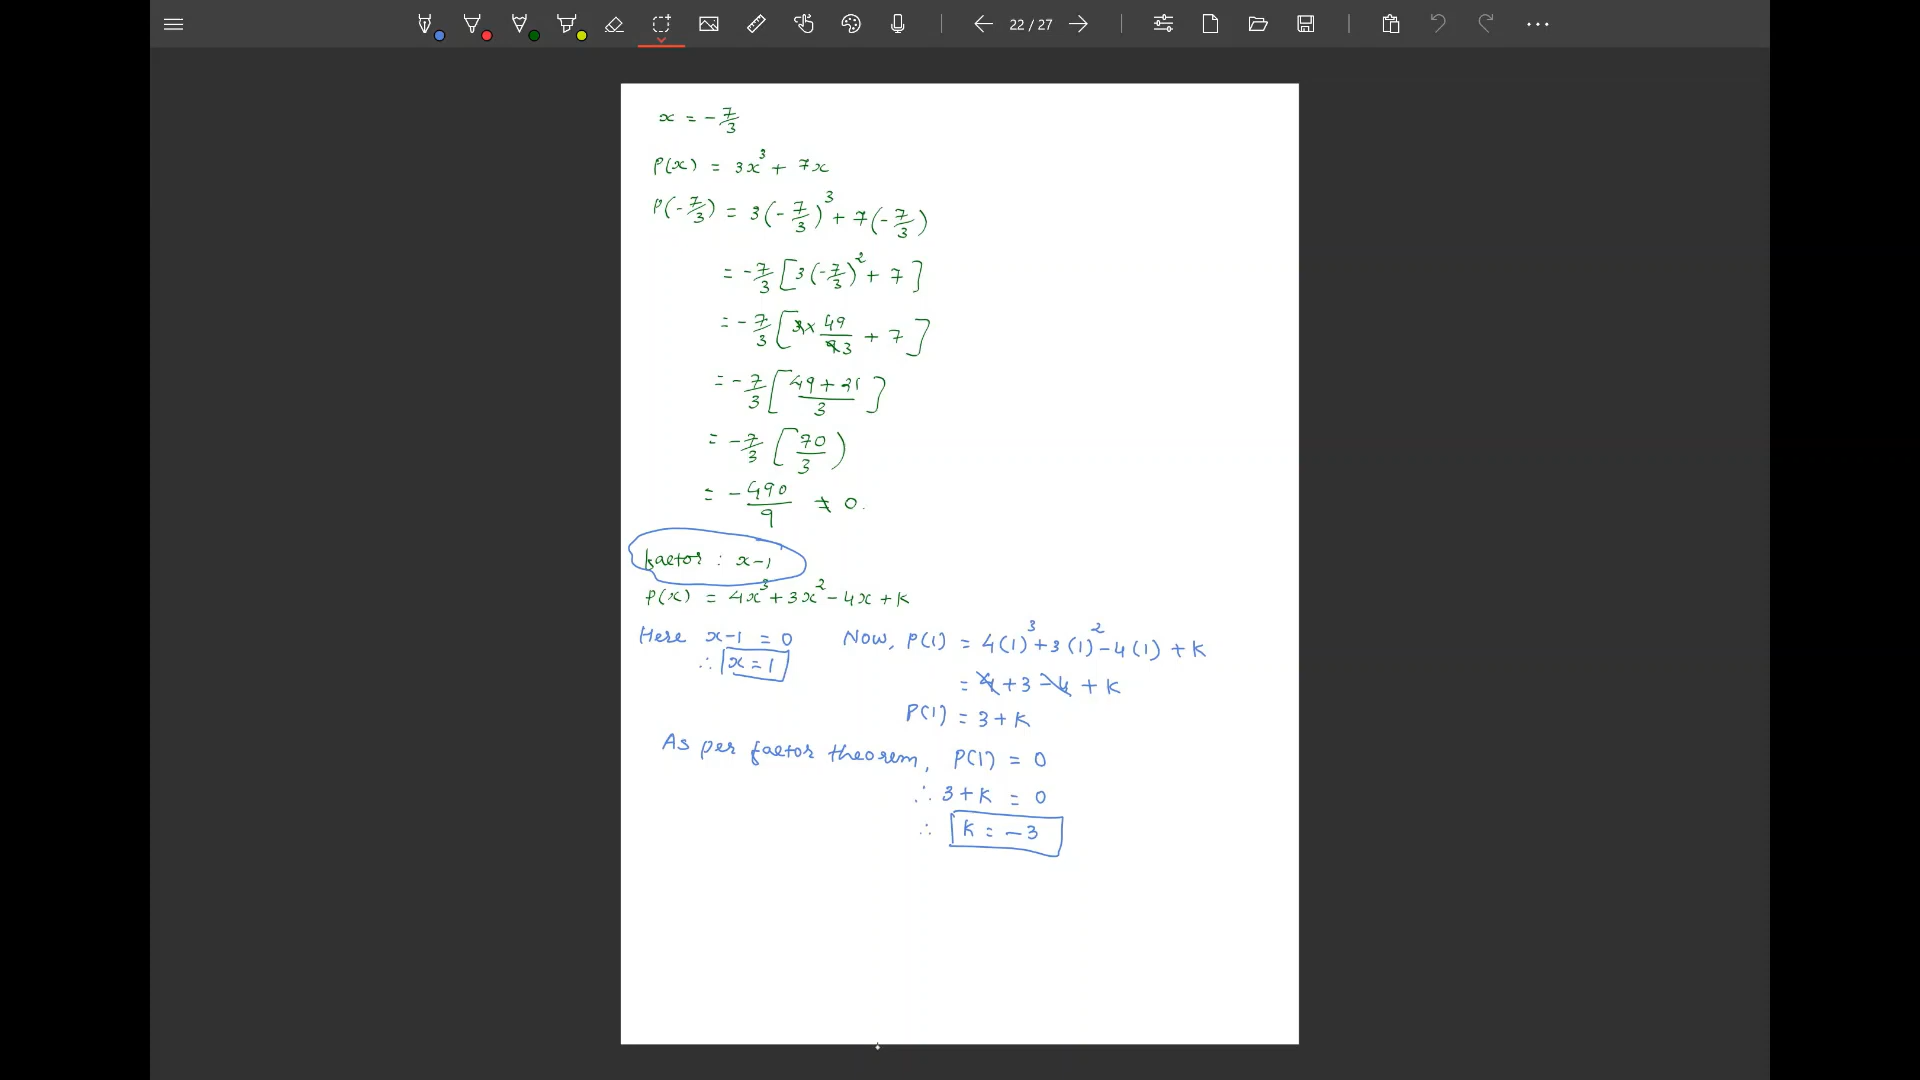 22 / 27
x = -7/3
P(x) = 3x³ + 7x
P(-7/3) = 3(-7/3)³ + 7(-7/3)
= -7/3 [3(-7/3)² + 7]
= -7/3 [3 × 49/9 3 + 7]
= -7/3 [49 + 21/3]
= -7/3 [70/3)
= -490/9 ≠ 0.
factor : x-1
P(x) = 4x³ + 3x² - 4x + K
Here x-1 = 0 Now, P(1) = 4(1)³ + 3(1)² - 4(1) + K
∴ x = 1
= 4 + 3 - 4 + K
P(1) = 3 + K
As per factor theorem, P(1) = 0
∴ 3 + K = 0
∴ K = -3